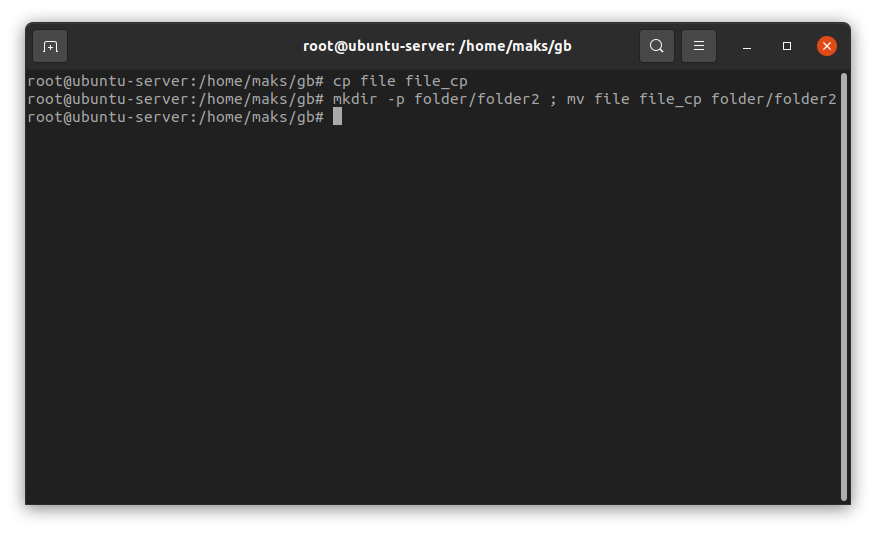 root@ubuntu-server: /home/maks/gb
root@ubuntu-server:/home/maks/gb# cp file file_cp
root@ubuntu-server:/home/maks/gb# mkdir -p folder/folder2 ; mv file file_cp folder/folder2
root@ubuntu-server:/home/maks/gb#